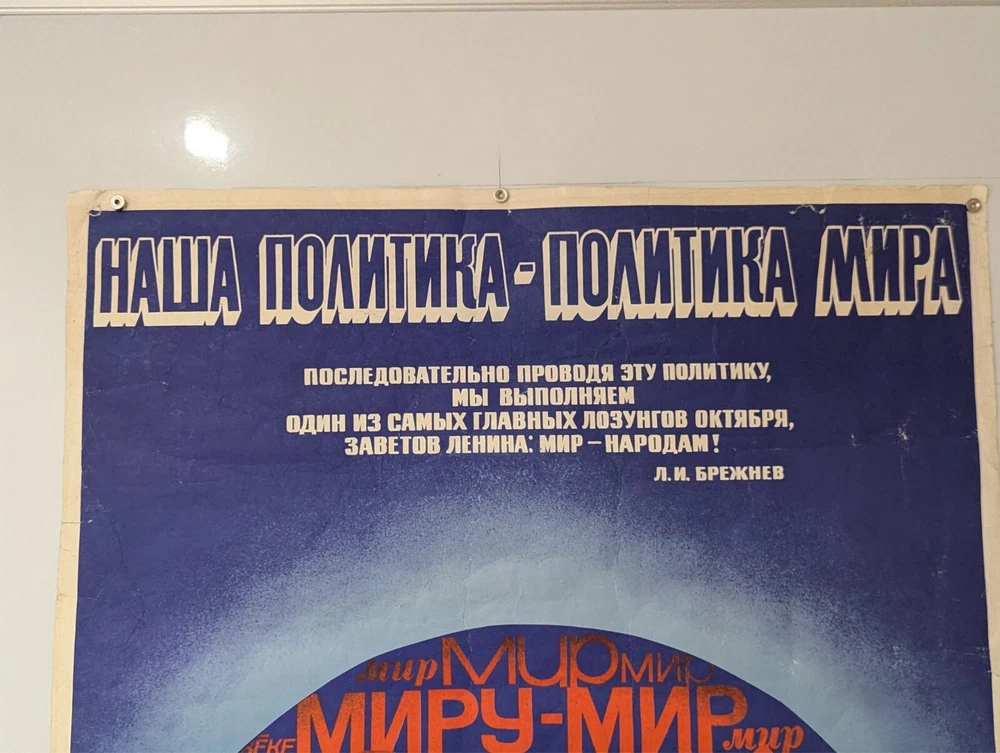 НАША ПОЛИТИКА - ПОЛИТИКА МИРА
ПОСЛЕДОВАТЕЛЬНО ПРОВОДЯ ЭТУ ПОЛИТИКУ,
МЫ ВЫПОЛНЯЕМ
ОДИН ИЗ САМЫХ ГЛАВНЫХ ЛОЗУНГОВ ОКТЯБРЯ,
ЗАВЕТОВ ЛЕНИНА: МИР – НАРОДАМ!
Л.И. БРЕЖНЕВ
мир МИР МИР
МИРУ-МИР мир